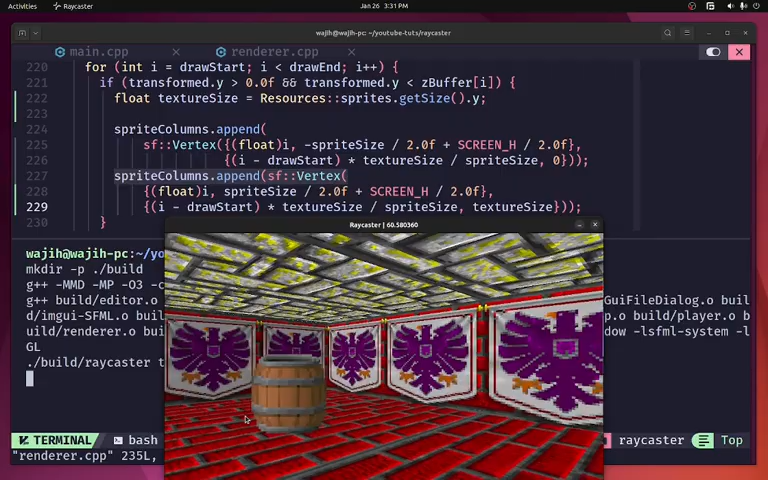 Activities
Raycaster
Jan 26 3:31 PM
wajih@wajih-pc: ~/youtube-tuts/raycaster
main.cpp
renderer.cpp
220 for (int i = drawStart; i < drawEnd; i++) {
221 if (transformed.y > 0.0f && transformed.y < zBuffer[i]) {
222 float textureSize = Resources::sprites.getSize().y;
223
224 spriteColumns.append(
225 sf::Vertex({(float)i, -spriteSize / 2.0f + SCREEN_H / 2.0f},
226 {(i - drawStart) * textureSize / spriteSize, 0}));
227 spriteColumns.append(sf::Vertex(
228 {(float)i, spriteSize / 2.0f + SCREEN_H / 2.0f},
229 {(i - drawStart) * textureSize / spriteSize, textureSize}));
230 }
Raycaster | 60.580360
wajih@wajih-pc:~/yo
mkdir -p ./build
g++ -MMD -MP -O3 -c
g++ build/editor.o GuiFileDialog.o buil
d/imgui-SFML.o p.o build/player.o
build/renderer.o dow -lsfml-system -l
GL
./build/raycaster t
TERMINAL bash raycaster Top
"renderer.cpp" 235L,